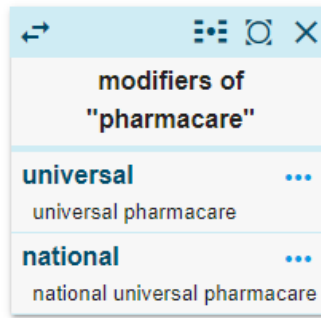 modifiers of
"pharmacare"
universal
universal pharmacare
national
national universal pharmacare